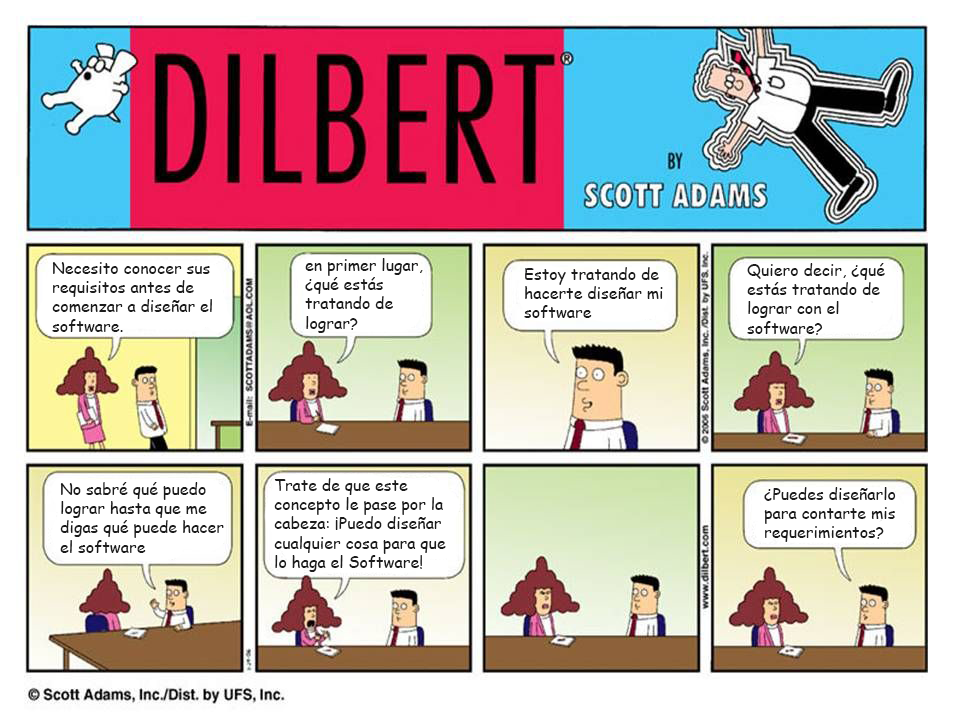 DILBERT®
BY
SCOTT ADAMS
Necesito conocer sus
requisitos antes de
comenzar a diseñar el
software.
E-mail: SCOTTADAMS@AOL.COM
en primer lugar,
¿qué estás
tratando de
lograr?
Estoy tratando de
hacerte diseñar mi
software
© 2006 Scott Adams, Inc. /Dist. by UFS, Inc.
Quiero decir, ¿qué
estás tratando de
lograr con el
software?
No sabré qué puedo
lograr hasta que me
digas qué puede hacer
el software
1-29-06
Trate de que este
concepto le pase por la
cabeza: ¡Puedo diseñar
cualquier cosa para que
lo haga el Software!
www.dilbert.com
¿Puedes diseñarlo
para contarte mis
requerimientos?
© Scott Adams, Inc./Dist. by UFS, Inc.